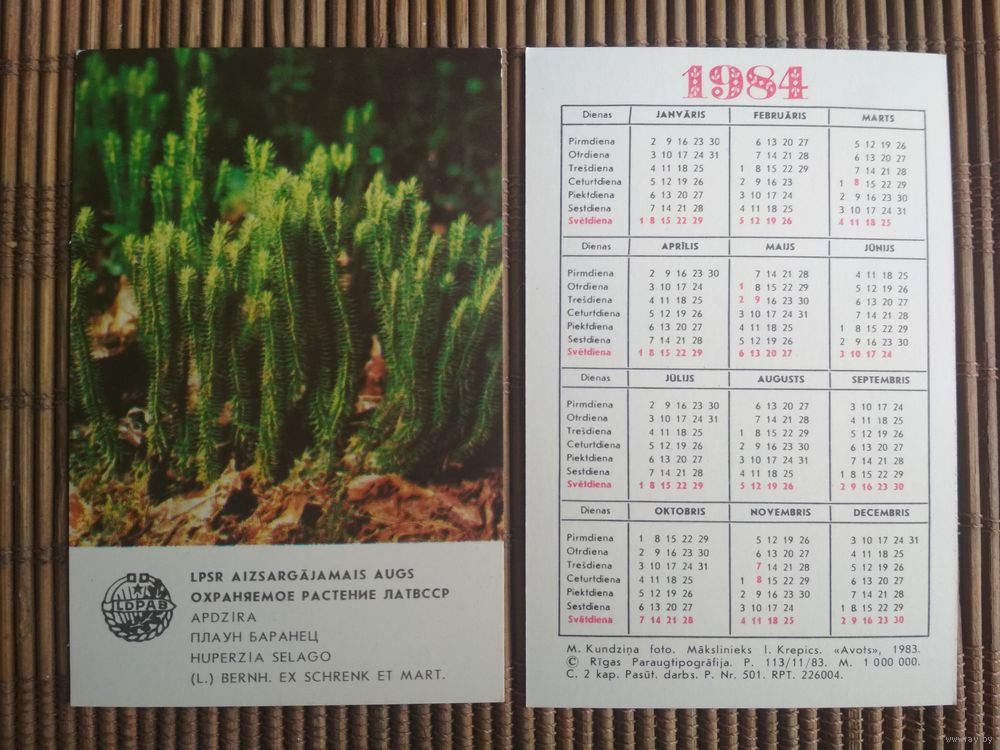 LPSR AIZSARGĀJAMAIS AUGS
ОХРАНЯЕМОЕ РАСТЕНИЕ ЛАТВССР
APDZIRA
ПЛАУН БАРАНЕЦ
HUPERZIA SELAGO
(L.) BERNH. EX SCHRENK ET MART.
LDPAB
1984
Dienas JANVĀRIS FEBRUĀRIS MARTS
Pirmdiena 2 9 16 23 30 6 13 20 27 5 12 19 26
Otrdiena 3 10 17 24 31 7 14 21 28 6 13 20 27
Trešdiena 4 11 18 25 1 8 15 22 29 7 14 21 28
Ceturtdiena 5 12 19 26 2 9 16 23 1 8 15 22 29
Piektdiena 6 13 20 27 3 10 17 24 2 9 16 23 30
Sestdiena 7 14 21 28 4 11 18 25 3 10 17 24 31
Svētdiena 1 8 15 22 29 5 12 19 26 4 11 18 25
Dienas APRĪLIS MAIJS JŪNIJS
Pirmdiena 2 9 16 23 30 7 14 21 28 4 11 18 25
Otrdiena 3 10 17 24 1 8 15 22 29 5 12 19 26
Trešdiena 4 11 18 25 2 9 16 23 30 6 13 20 27
Ceturtdiena 5 12 19 26 3 10 17 24 31 7 14 21 28
Piektdiena 6 13 20 27 4 11 18 25 1 8 15 22 29
Sestdiena 7 14 21 28 5 12 19 26 2 9 16 23 30
Svētdiena 1 8 15 22 29 6 13 20 27 3 10 17 24
Dienas JŪLIJS AUGUSTS SEPTEMBRIS
Pirmdiena 2 9 16 23 30 6 13 20 27 3 10 17 24
Otrdiena 3 10 17 24 31 7 14 21 28 4 11 18 25
Trešdiena 4 11 18 25 1 8 15 22 29 5 12 19 26
Ceturtdiena 5 12 19 26 2 9 16 23 30 6 13 20 27
Piektdiena 6 13 20 27 3 10 17 24 31 7 14 21 28
Sestdiena 7 14 21 28 4 11 18 25 1 8 15 22 29
Svētdiena 1 8 15 22 29 5 12 19 26 2 9 16 23 30
Dienas OKTOBRIS NOVEMBRIS DECEMBRIS
Pirmdiena 1 8 15 22 29 5 12 19 26 3 10 17 24 31
Otrdiena 2 9 16 23 30 6 13 20 27 4 11 18 25
Trešdiena 3 10 17 24 31 7 14 21 28 5 12 19 26
Ceturtdiena 4 11 18 25 1 8 15 22 29 6 13 20 27
Piektdiena 5 12 19 26 2 9 16 23 30 7 14 21 28
Sestdiena 6 13 20 27 3 10 17 24 1 8 15 22 29
Svētdiena 7 14 21 28 4 11 18 25 2 9 16 23 30
M. Kundziņa foto. Mākslinieks I. Krepics. «Avots», 1983.
© Rīgas Paraugtipogrāfija. P. 113/11/83. M. 1 000 000.
C. 2 kap. Pasūt. darbs. P. Nr. 501. RPT. 226004.
www.ay.by